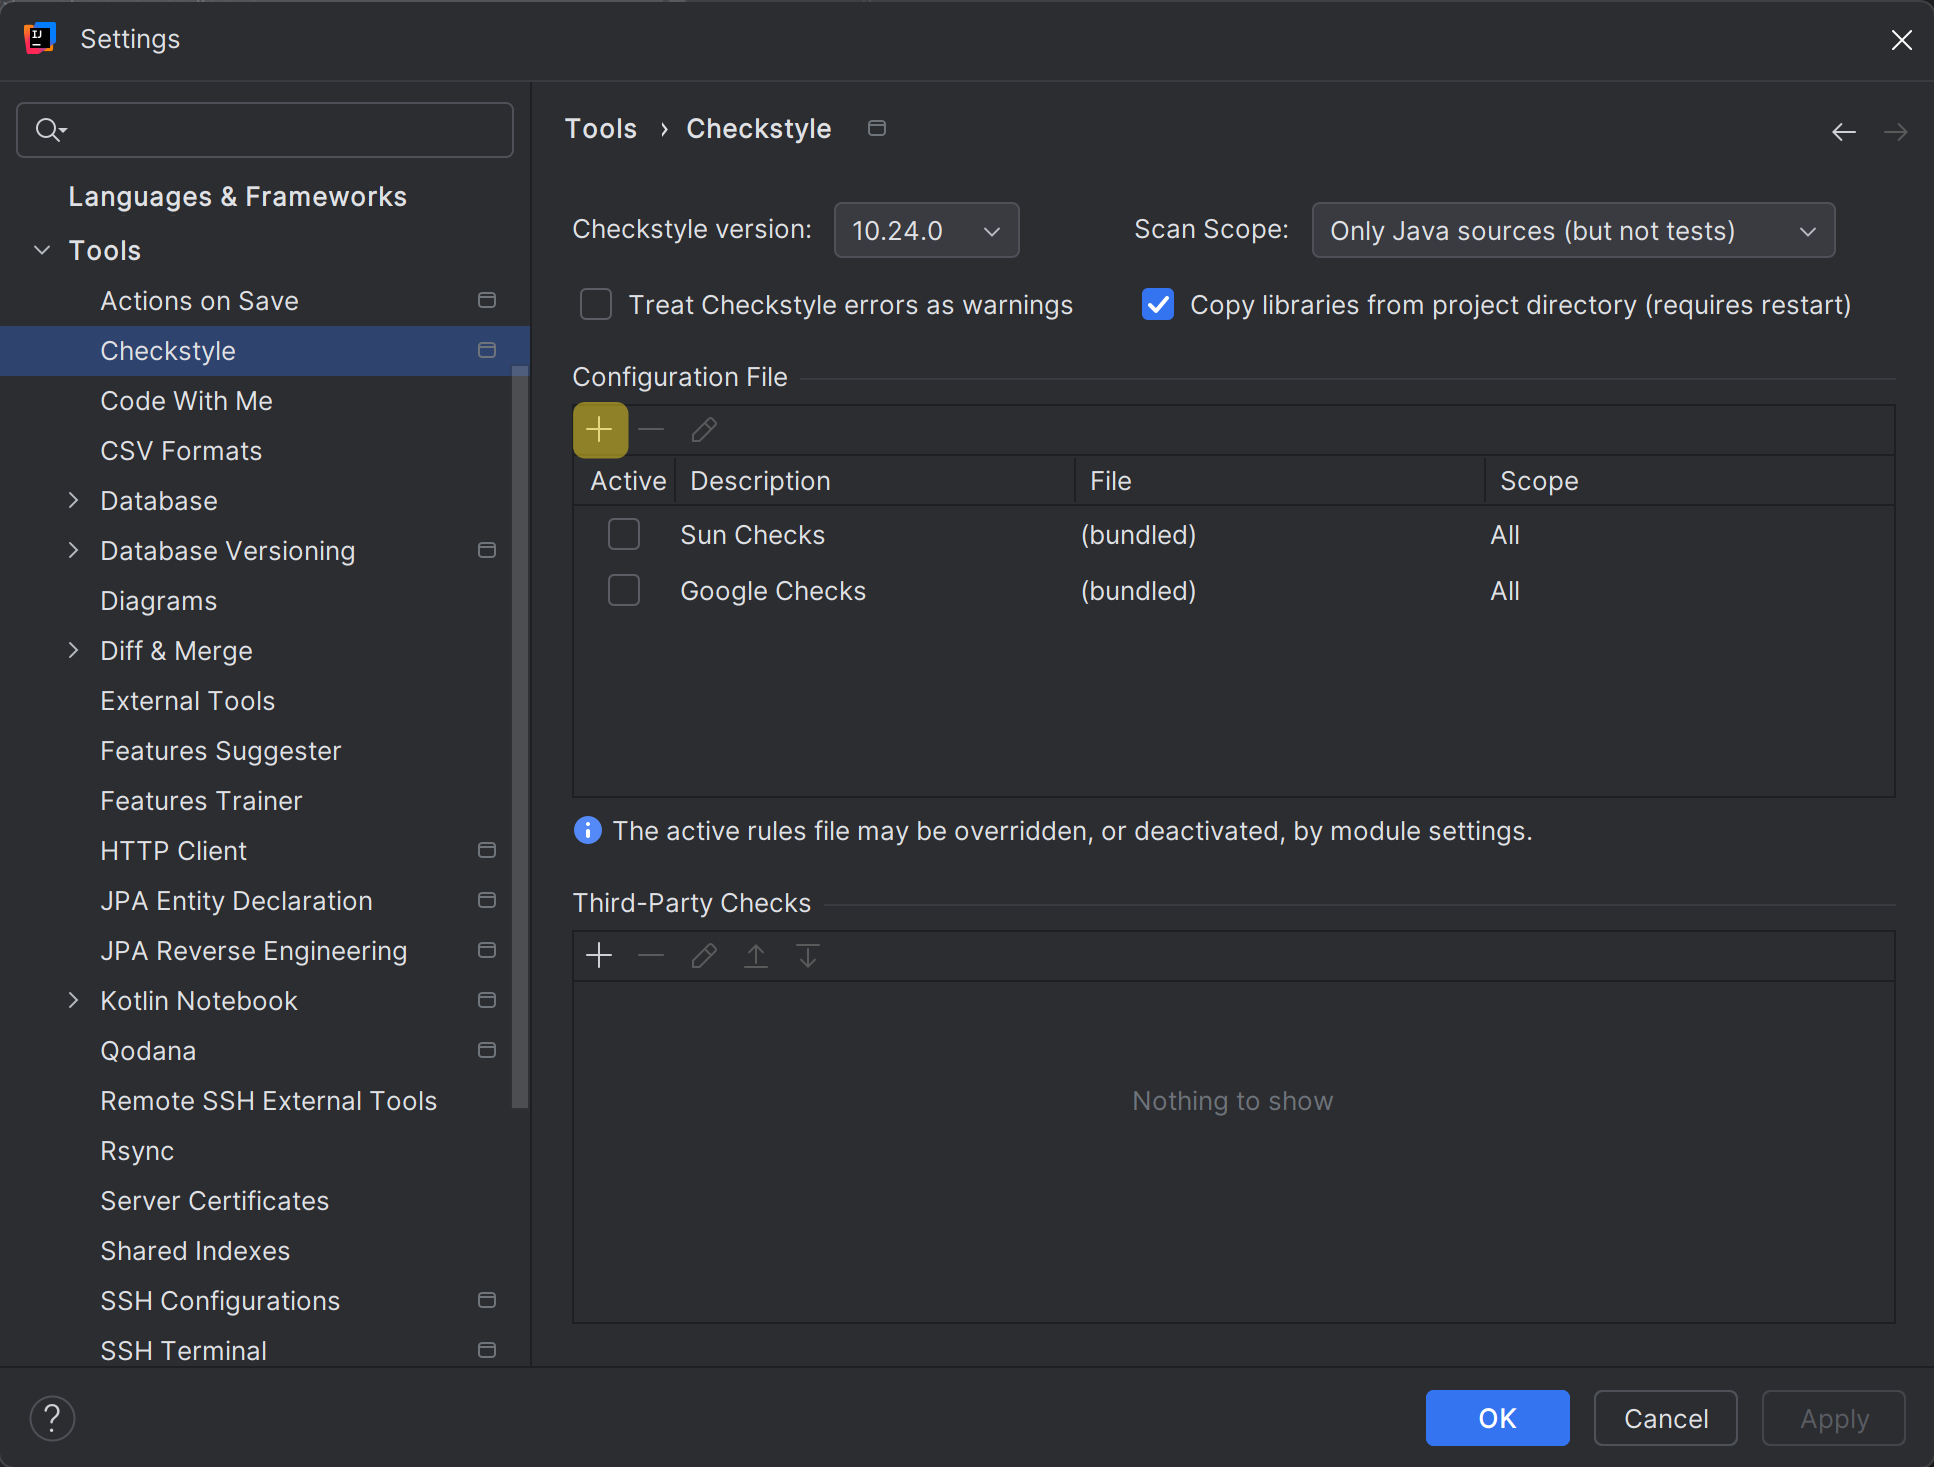 Settings
Languages & Frameworks
Tools
Actions on Save
Checkstyle
Code With Me
CSV Formats
Database
Database Versioning
Diagrams
Diff & Merge
External Tools
Features Suggester
Features Trainer
HTTP Client
JPA Entity Declaration
JPA Reverse Engineering
Kotlin Notebook
Qodana
Remote SSH External Tools
Rsync
Server Certificates
Shared Indexes
SSH Configurations
SSH Terminal
Tools › Checkstyle
Checkstyle version: 10.24.0 Scan Scope: Only Java sources (but not tests)
Treat Checkstyle errors as warnings Copy libraries from project directory (requires restart)
Configuration File
Active Description File Scope
Sun Checks (bundled) All
Google Checks (bundled) All
The active rules file may be overridden, or deactivated, by module settings.
Third-Party Checks
Nothing to show
? OK Cancel Apply